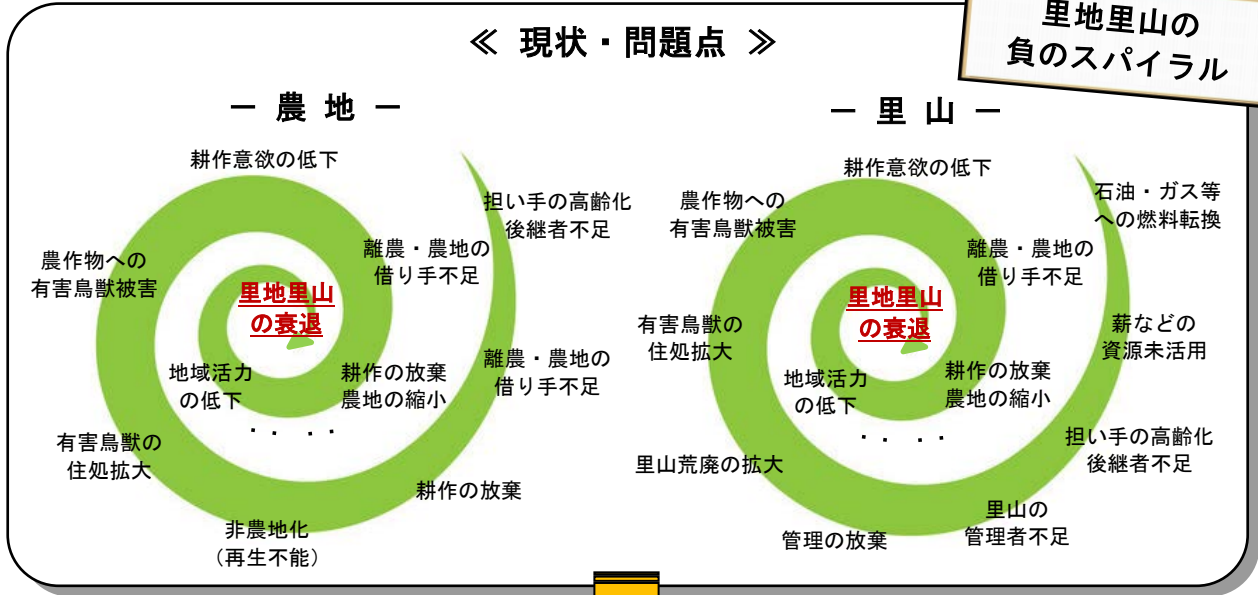 里地里山の
負のスパイラル
≪ 現状・問題点 ≫
－ 農 地 －
担い手の高齢化
後継者不足
離農・農地の
借り手不足
耕作の放棄
非農地化
（再生不能）
有害鳥獣の
住処拡大
農作物への
有害鳥獣被害
耕作意欲の低下
離農・農地の
借り手不足
耕作の放棄
農地の縮小
・・・・
地域活力
の低下
里地里山
の衰退
－ 里 山 －
石油・ガス等
への燃料転換
薪などの
資源未活用
担い手の高齢化
後継者不足
里山の
管理者不足
管理の放棄
里山荒廃の拡大
有害鳥獣の
住処拡大
農作物への
有害鳥獣被害
耕作意欲の低下
離農・農地の
借り手不足
耕作の放棄
農地の縮小
・・・・
地域活力
の低下
里地里山
の衰退